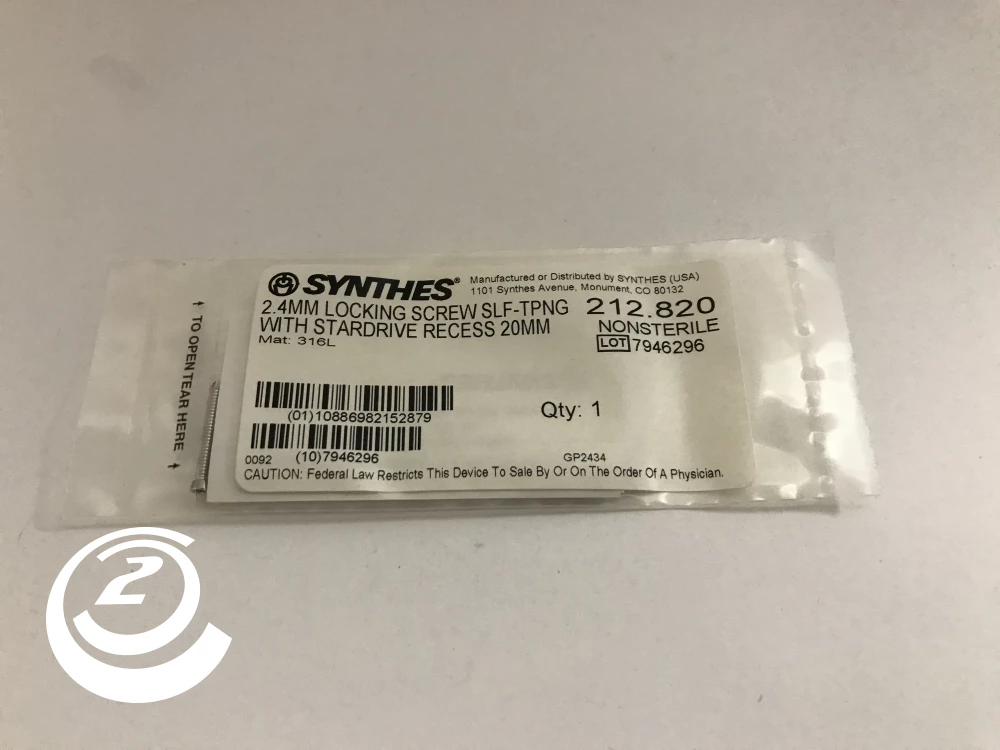 SYNTHES®
Manufactured or Distributed by SYNTHES (USA)
1101 Synthes Avenue, Monument, CO 80132
2.4MM LOCKING SCREW SLF-TPNG
WITH STARDRIVE RECESS 20MM
Mat: 316L
212.820
NONSTERILE
LOT 7946296
(01)10886982152879
Qty: 1
(10)7946296
0092
GP2434
CAUTION: Federal Law Restricts This Device To Sale By Or On The Order Of A Physician.
TO OPEN TEAR HERE
2